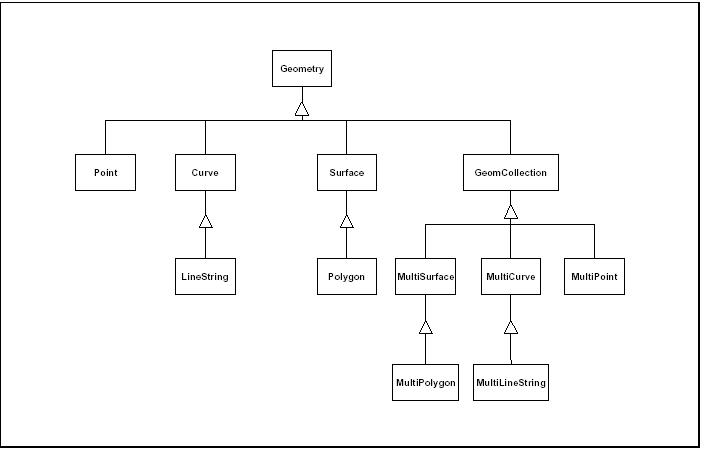 Geometry
Point
Curve
Surface
GeomCollection
LineString
Polygon
MultiSurface
MultiCurve
MultiPoint
MultiPolygon
MultiLineString